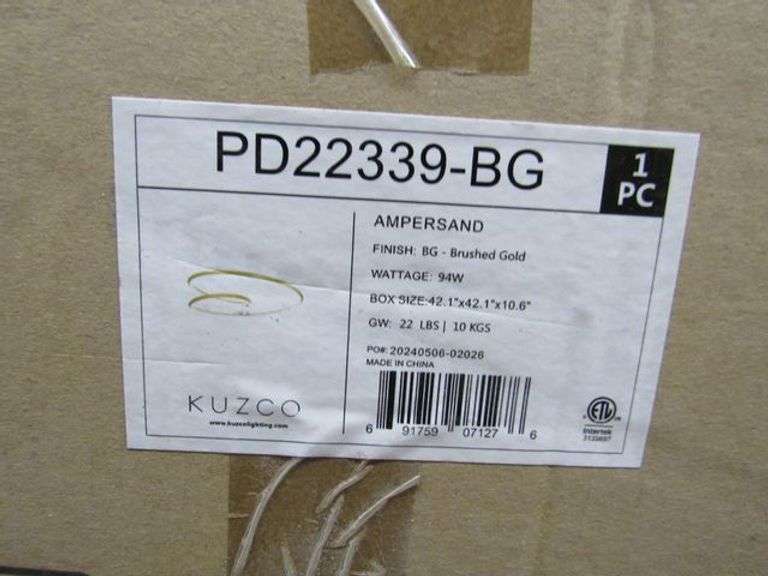 PD22339-BG
1
PC
AMPERSAND
FINISH: BG - Brushed Gold
WATTAGE: 94W
BOX SIZE:42.1"x42.1"x10.6"
GW: 22 LBS | 10 KGS
PO#: 20240506-02026
MADE IN CHINA
6 91759 07127 6
KUZCO
www.kuzcolighting.com
ETL
Intertek